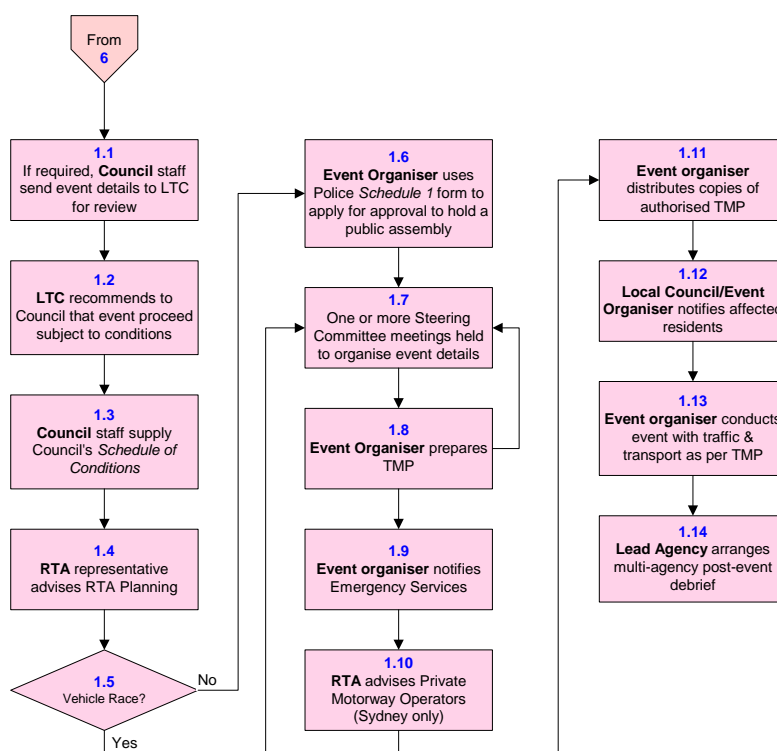 From
6
1.1
If required, Council staff
send event details to LTC
for review
1.2
LTC recommends to
Council that event proceed
subject to conditions
1.3
Council staff supply
Council's Schedule of
Conditions
1.4
RTA representative
advises RTA Planning
1.5
Vehicle Race?
No
Yes
1.6
Event Organiser uses
Police Schedule 1 form to
apply for approval to hold a
public assembly
1.7
One or more Steering
Committee meetings held
to organise event details
1.8
Event Organiser prepares
TMP
1.9
Event organiser notifies
Emergency Services
1.10
RTA advises Private
Motorway Operators
(Sydney only)
1.11
Event organiser
distributes copies of
authorised TMP
1.12
Local Council/Event
Organiser notifies affected
residents
1.13
Event organiser conducts
event with traffic &
transport as per TMP
1.14
Lead Agency arranges
multi-agency post-event
debrief